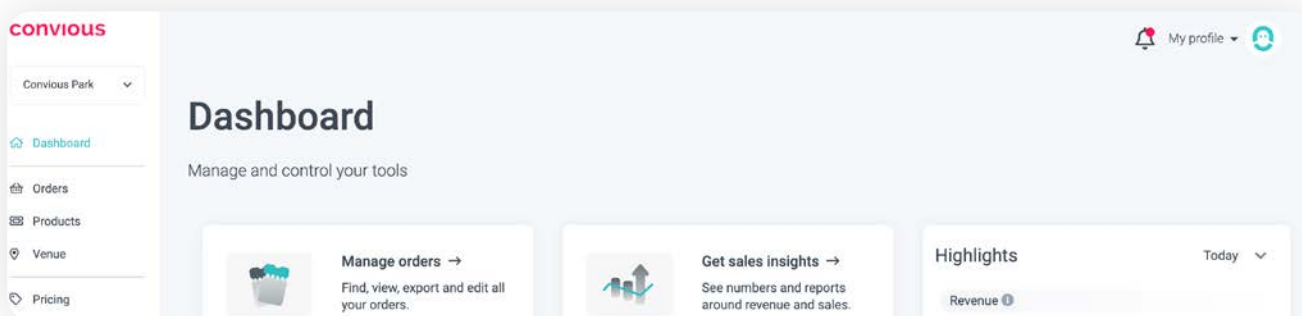 convious
My profile
Convious Park
Dashboard
Manage and control your tools
Dashboard
Orders
Products
Venue
Pricing
Manage orders →
Find, view, export and edit all
your orders.
Get sales insights →
See numbers and reports
around revenue and sales.
Highlights
Today
Revenue